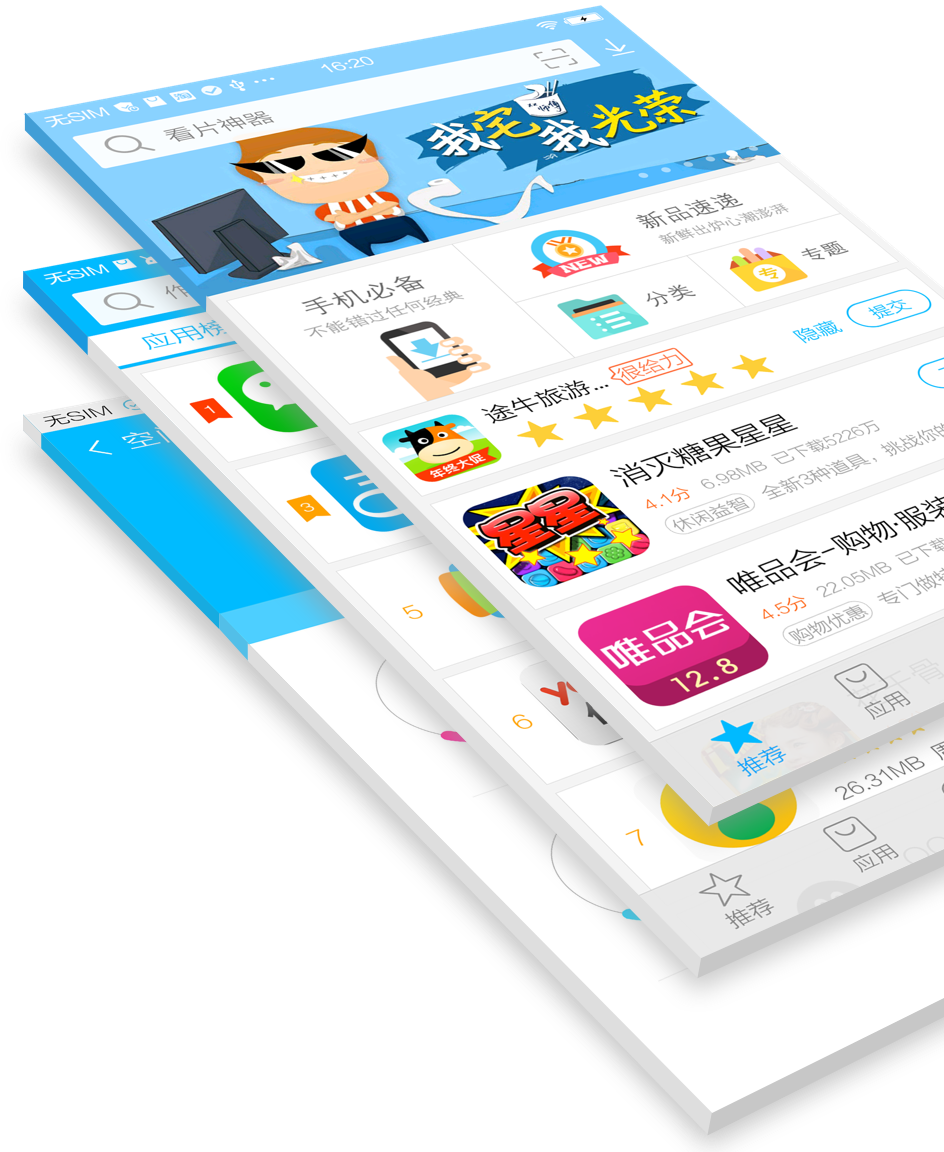 无SIM
16:20
看片神器
我宅
我光荣
手机必备
不能错过任何经典
新品速递
新鲜出炉心潮澎湃
NEW
分类
专
专题
途牛旅游...
很给力
隐藏
提交
年终大促
消灭糖果星星
4.1分 6.98MB 已下载5226万
休闲益智 全新3种道具，挑战你的
星星
唯品会-购物·服装
4.5分 22.05MB 已下载
购物优惠 专门做特
唯品会
12.8
推荐
应用
无SIM
作
应用榜
1
3
5
6
7
26.31MB 周
推荐
应用
无SIM
空间